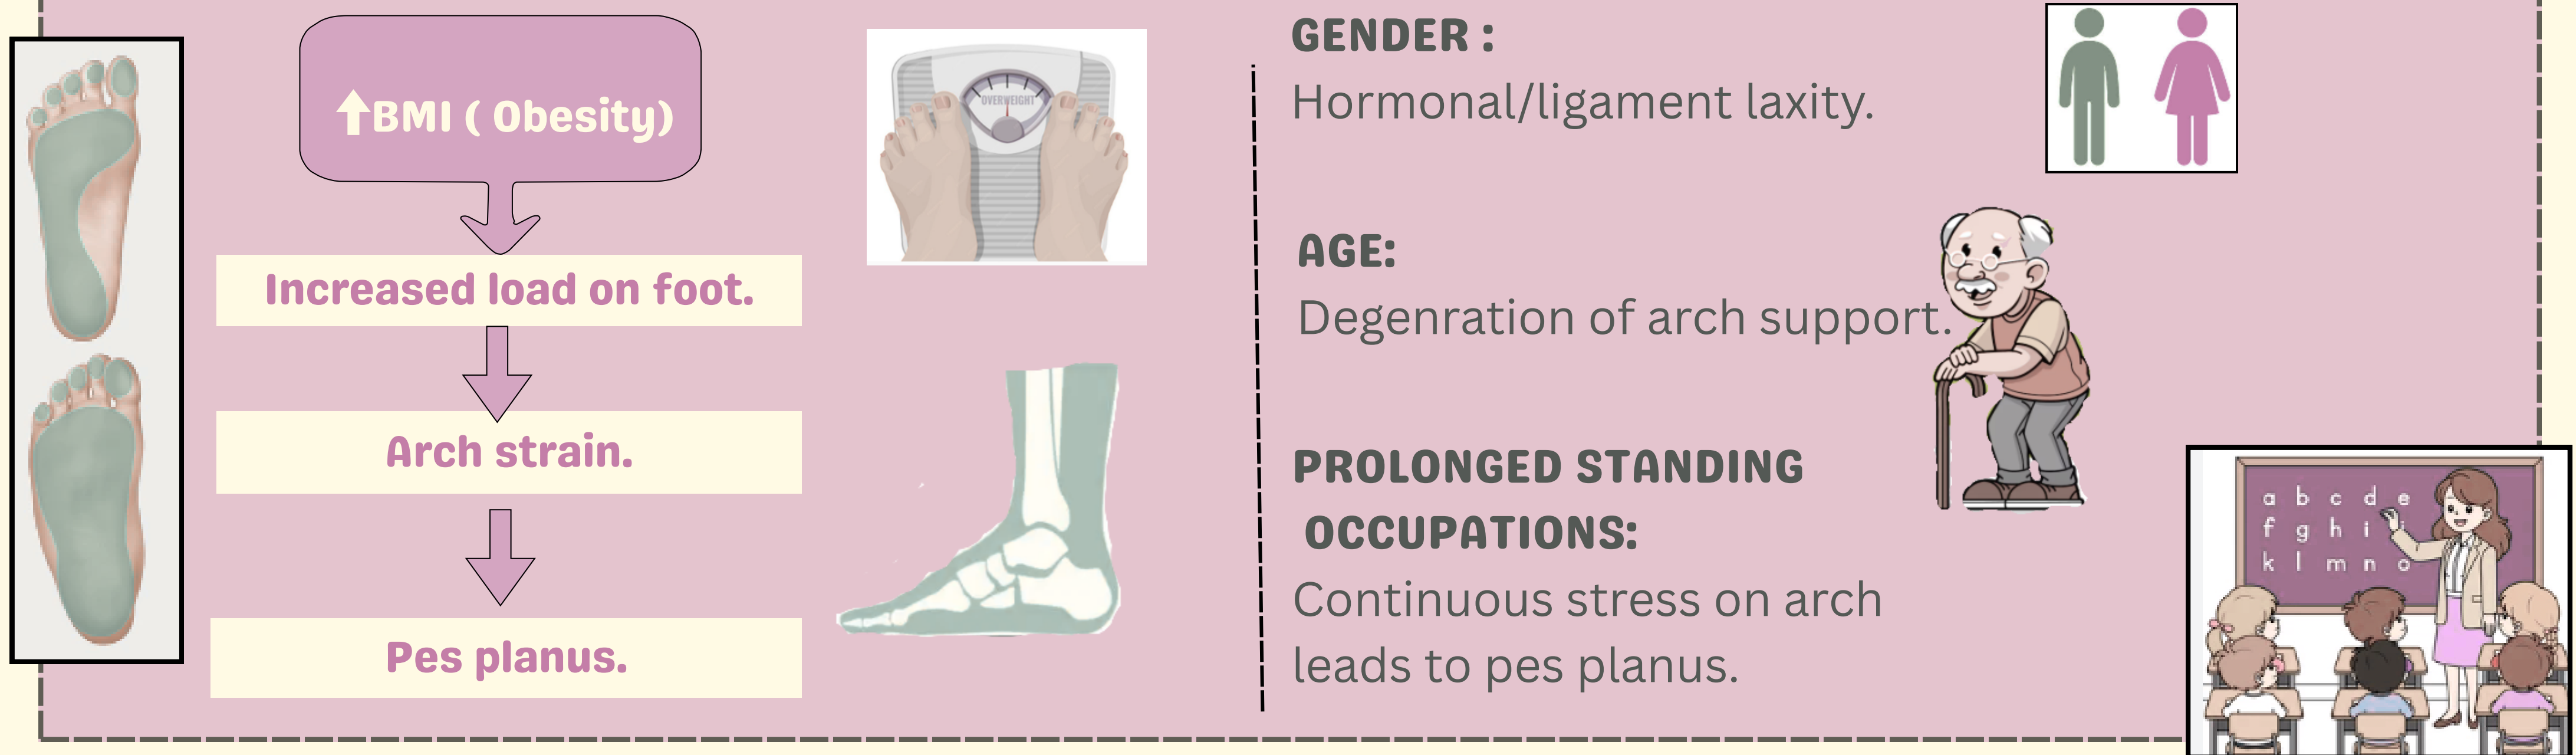 ⬆BMI ( Obesity)
Increased load on foot.
Arch strain.
Pes planus.
OVERWEIGHT
GENDER :
Hormonal/ligament laxity.
AGE:
Degenration of arch support.
PROLONGED STANDING
OCCUPATIONS:
Continuous stress on arch
leads to pes planus.
a b c d e
f g h i
k l m n o